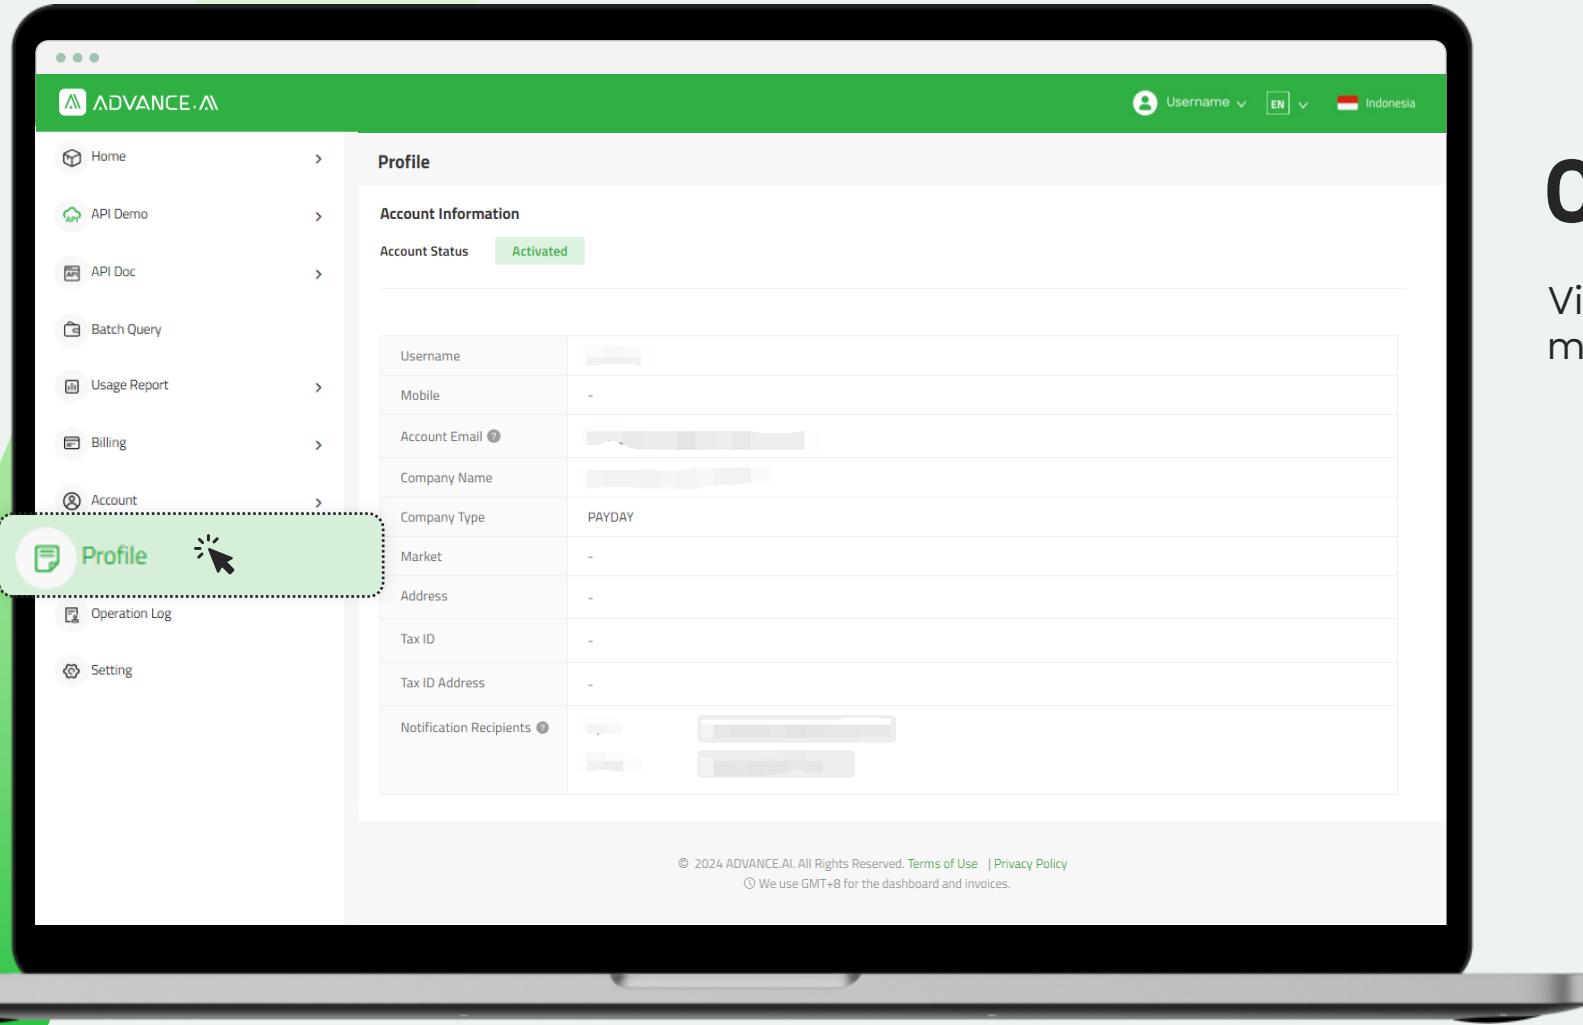 ADVANCE.AI
Username
EN
Indonesia
Home
API Demo
API Doc
Batch Query
Usage Report
Billing
Account
Profile
Operation Log
Setting
Profile
Account Information
Account Status Activated
Username
Mobile -
Account Email ?
Company Name
Company Type PAYDAY
Market -
Address -
Tax ID -
Tax ID Address -
Notification Recipients ?
© 2024 ADVANCE.AI. All Rights Reserved. Terms of Use | Privacy Policy
We use GMT+8 for the dashboard and invoices.